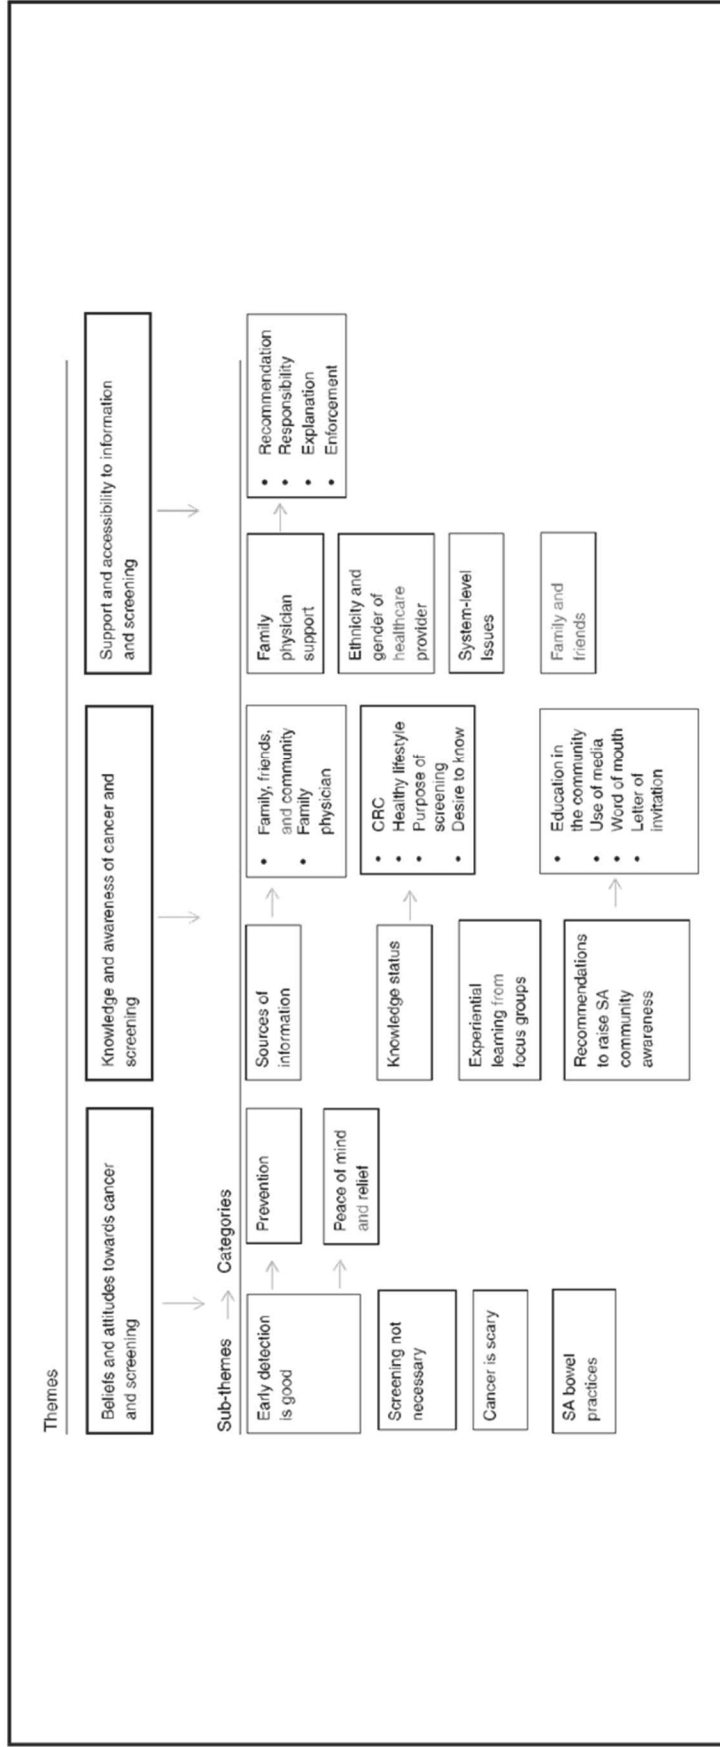 Themes
Beliefs and attitudes towards cancer
and screening
Knowledge and awareness of cancer and
screening
Support and accessibility to information
and screening
Sub-themes → Categories
Early detection
is good
Prevention
Peace of mind
and relief
Screening not
necessary
Cancer is scary
SA bowel
practices
Sources of
information
• Family, friends,
and community
• Family
physician
Knowledge status
• CRC
• Healthy lifestyle
• Purpose of
screening
• Desire to know
Experiential
learning from
focus groups
Recommendations
to raise SA
community
awareness
• Education in
the community
• Use of media
• Word of mouth
• Letter of
invitation
Family
physician
support
• Recommendation
• Responsibility
• Explanation
• Enforcement
Ethnicity and
gender of
healthcare
provider
System-level
Issues
Family and
friends